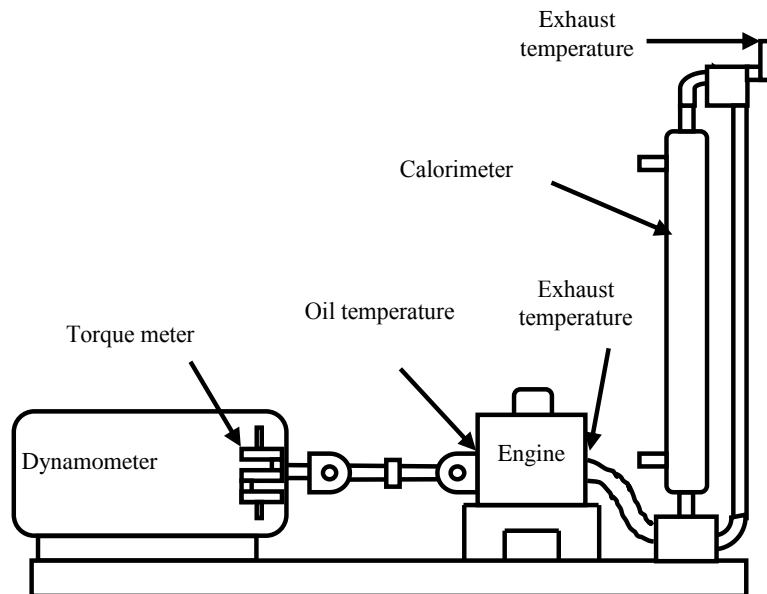 Exhaust
temperature
Calorimeter
Exhaust
temperature
Oil temperature
Torque meter
Engine
Dynamometer